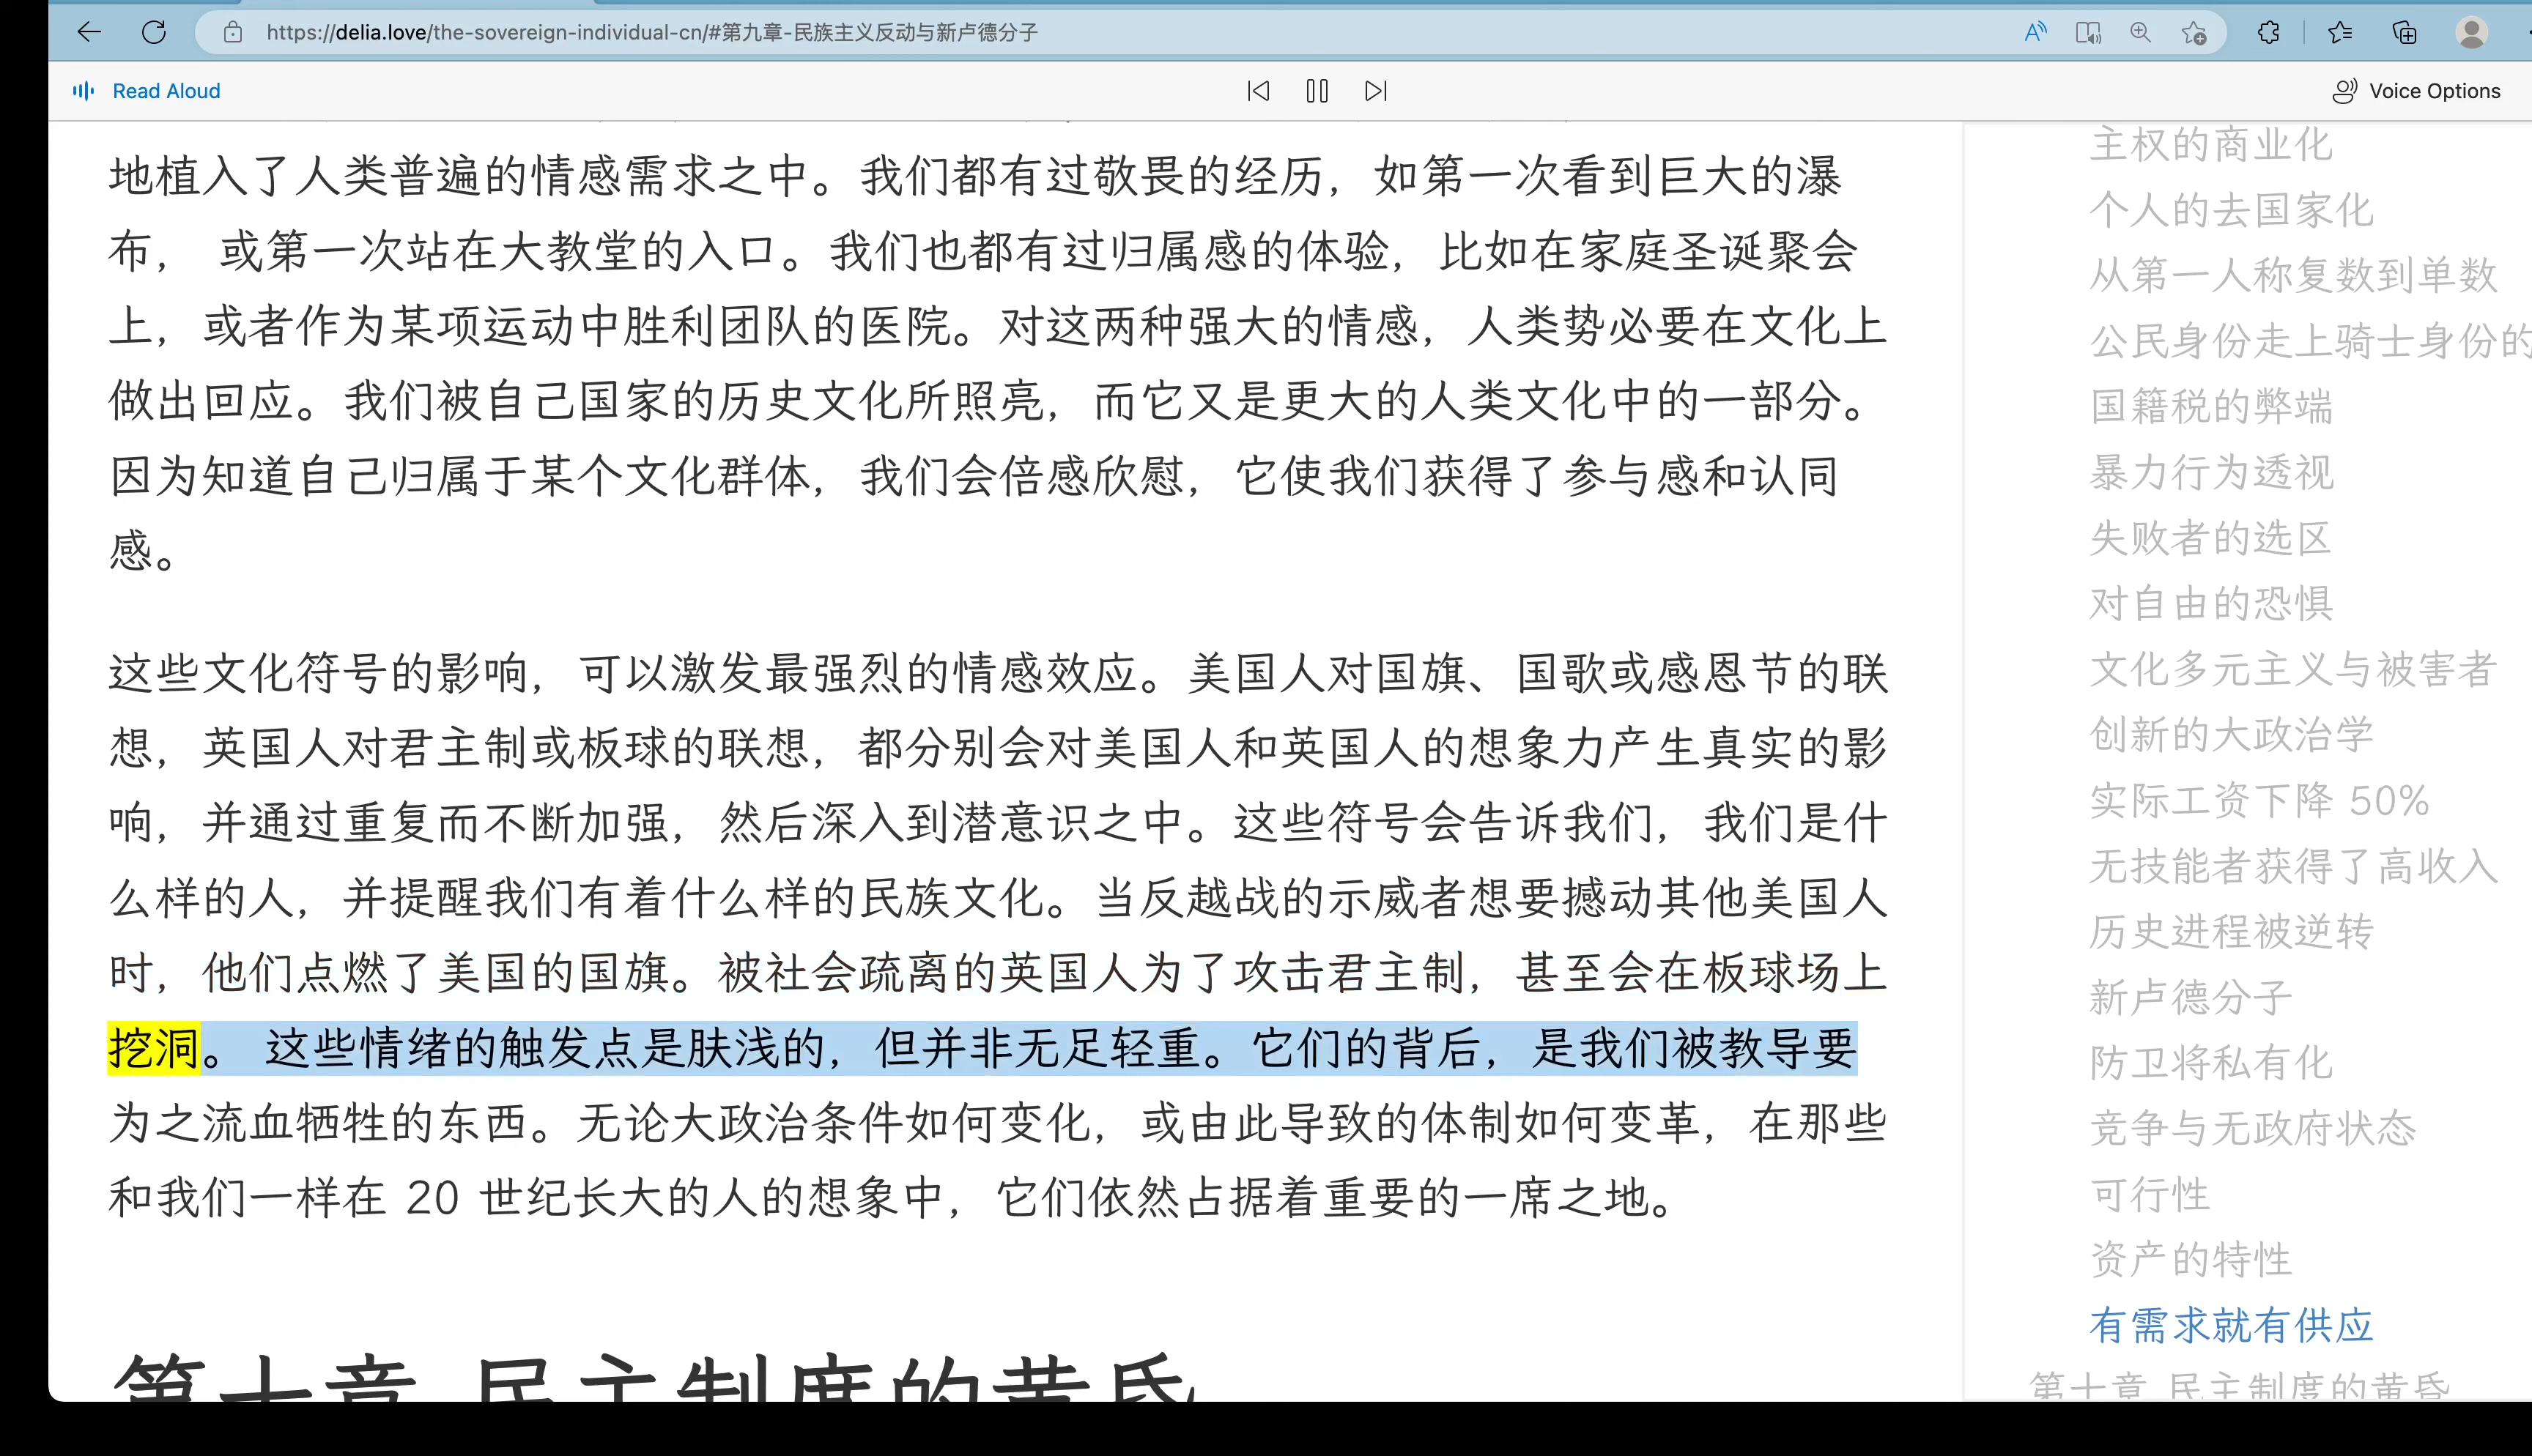 https://delia.love/the-sovereign-individual-cn/#第九章-民族主义反动与新卢德分子
Read Aloud
Voice Options
地植入了人类普遍的情感需求之中。我们都有过敬畏的经历，如第一次看到巨大的瀑
布， 或第一次站在大教堂的入口。我们也都有过归属感的体验，比如在家庭圣诞聚会
上，或者作为某项运动中胜利团队的医院。对这两种强大的情感，人类势必要在文化上
做出回应。我们被自己国家的历史文化所照亮，而它又是更大的人类文化中的一部分。
因为知道自己归属于某个文化群体，我们会倍感欣慰，它使我们获得了参与感和认同
感。
这些文化符号的影响，可以激发最强烈的情感效应。美国人对国旗、国歌或感恩节的联
想，英国人对君主制或板球的联想，都分别会对美国人和英国人的想象力产生真实的影
响，并通过重复而不断加强，然后深入到潜意识之中。这些符号会告诉我们，我们是什
么样的人，并提醒我们有着什么样的民族文化。当反越战的示威者想要撼动其他美国人
时，他们点燃了美国的国旗。被社会疏离的英国人为了攻击君主制，甚至会在板球场上
挖洞。 这些情绪的触发点是肤浅的，但并非无足轻重。它们的背后，是我们被教导要
为之流血牺牲的东西。无论大政治条件如何变化，或由此导致的体制如何变革，在那些
和我们一样在 20 世纪长大的人的想象中，它们依然占据着重要的一席之地。
第十章 民主制度的黄昏
主权的商业化
个人的去国家化
从第一人称复数到单数
公民身份走上骑士身份的
国籍税的弊端
暴力行为透视
失败者的选区
对自由的恐惧
文化多元主义与被害者
创新的大政治学
实际工资下降 50%
无技能者获得了高收入
历史进程被逆转
新卢德分子
防卫将私有化
竞争与无政府状态
可行性
资产的特性
有需求就有供应
第十章 民主制度的黄昏